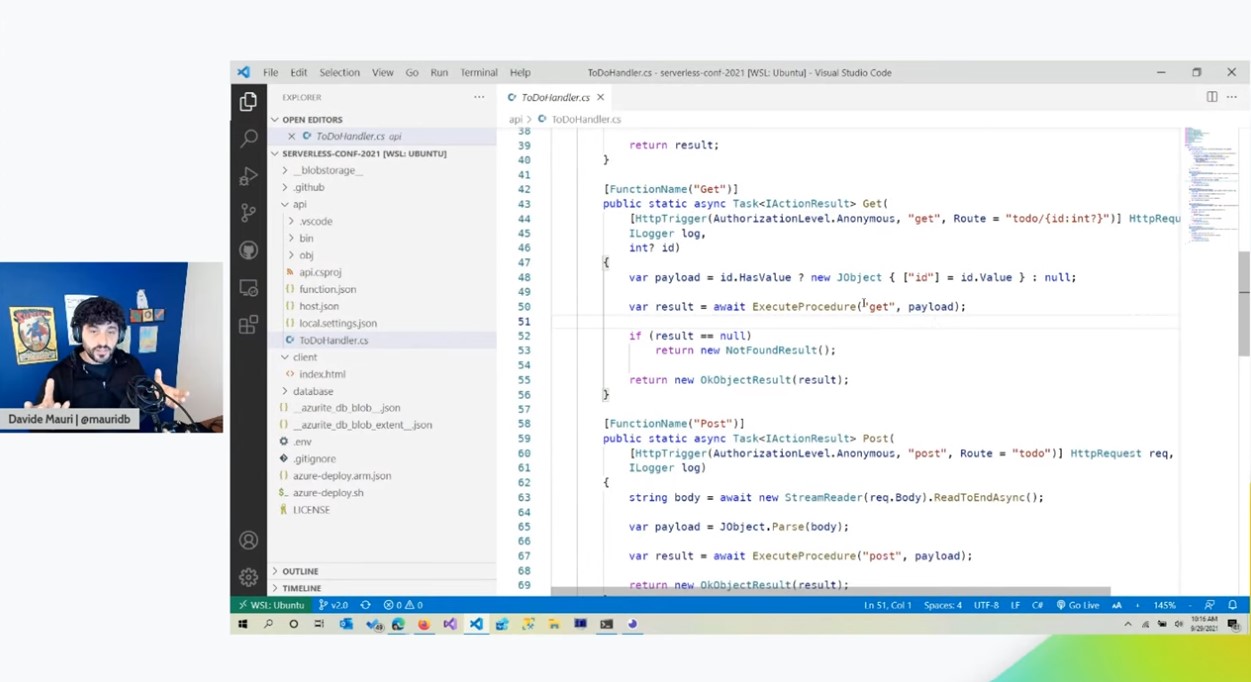 File Edit Selection View Go Run Terminal Help ToDoHandler.cs - serverless-conf-2021 [WSL: Ubuntu] - Visual Studio Code
EXPLORER ···
OPEN EDITORS
ToDoHandler.cs api
SERVERLESS-CONF-2021 [WSL: UBUNTU]
__blobstorage__
.github
api
.vscode
bin
obj
api.csproj
function.json
host.json
local.settings.json
ToDoHandler.cs
client
index.html
database
__azurite_db_blob__.json
__azurite_db_blob_extent__.json
.env
.gitignore
azure-deploy.arm.json
azure-deploy.sh
LICENSE
OUTLINE
TIMELINE
ToDoHandler.cs
api > ToDoHandler.cs
38
39 return result;
40 }
41
42 [FunctionName("Get")]
43 public static async Task<IActionResult> Get(
44 [HttpTrigger(AuthorizationLevel.Anonymous, "get", Route = "todo/{id:int?}")] HttpRequ
45 ILogger log,
46 int? id)
47 {
48 var payload = id.HasValue ? new JObject { ["id"] = id.Value } : null;
49
50 var result = await ExecuteProcedure("get", payload);
51
52 if (result == null)
53 return new NotFoundResult();
54
55 return new OkObjectResult(result);
56 }
57
58 [FunctionName("Post")]
59 public static async Task<IActionResult> Post(
60 [HttpTrigger(AuthorizationLevel.Anonymous, "post", Route = "todo")] HttpRequest req,
61 ILogger log)
62 {
63 string body = await new StreamReader(req.Body).ReadToEndAsync();
64
65 var payload = JObject.Parse(body);
66
67 var result = await ExecuteProcedure("post", payload);
68
69 return new OkObjectResult(result);
Davide Mauri | @mauridb
WSL: Ubuntu v2.0 0 0 Ln 51, Col 1 Spaces: 4 UTF-8 LF C# Go Live 145%
10:16 AM
9/29/2021